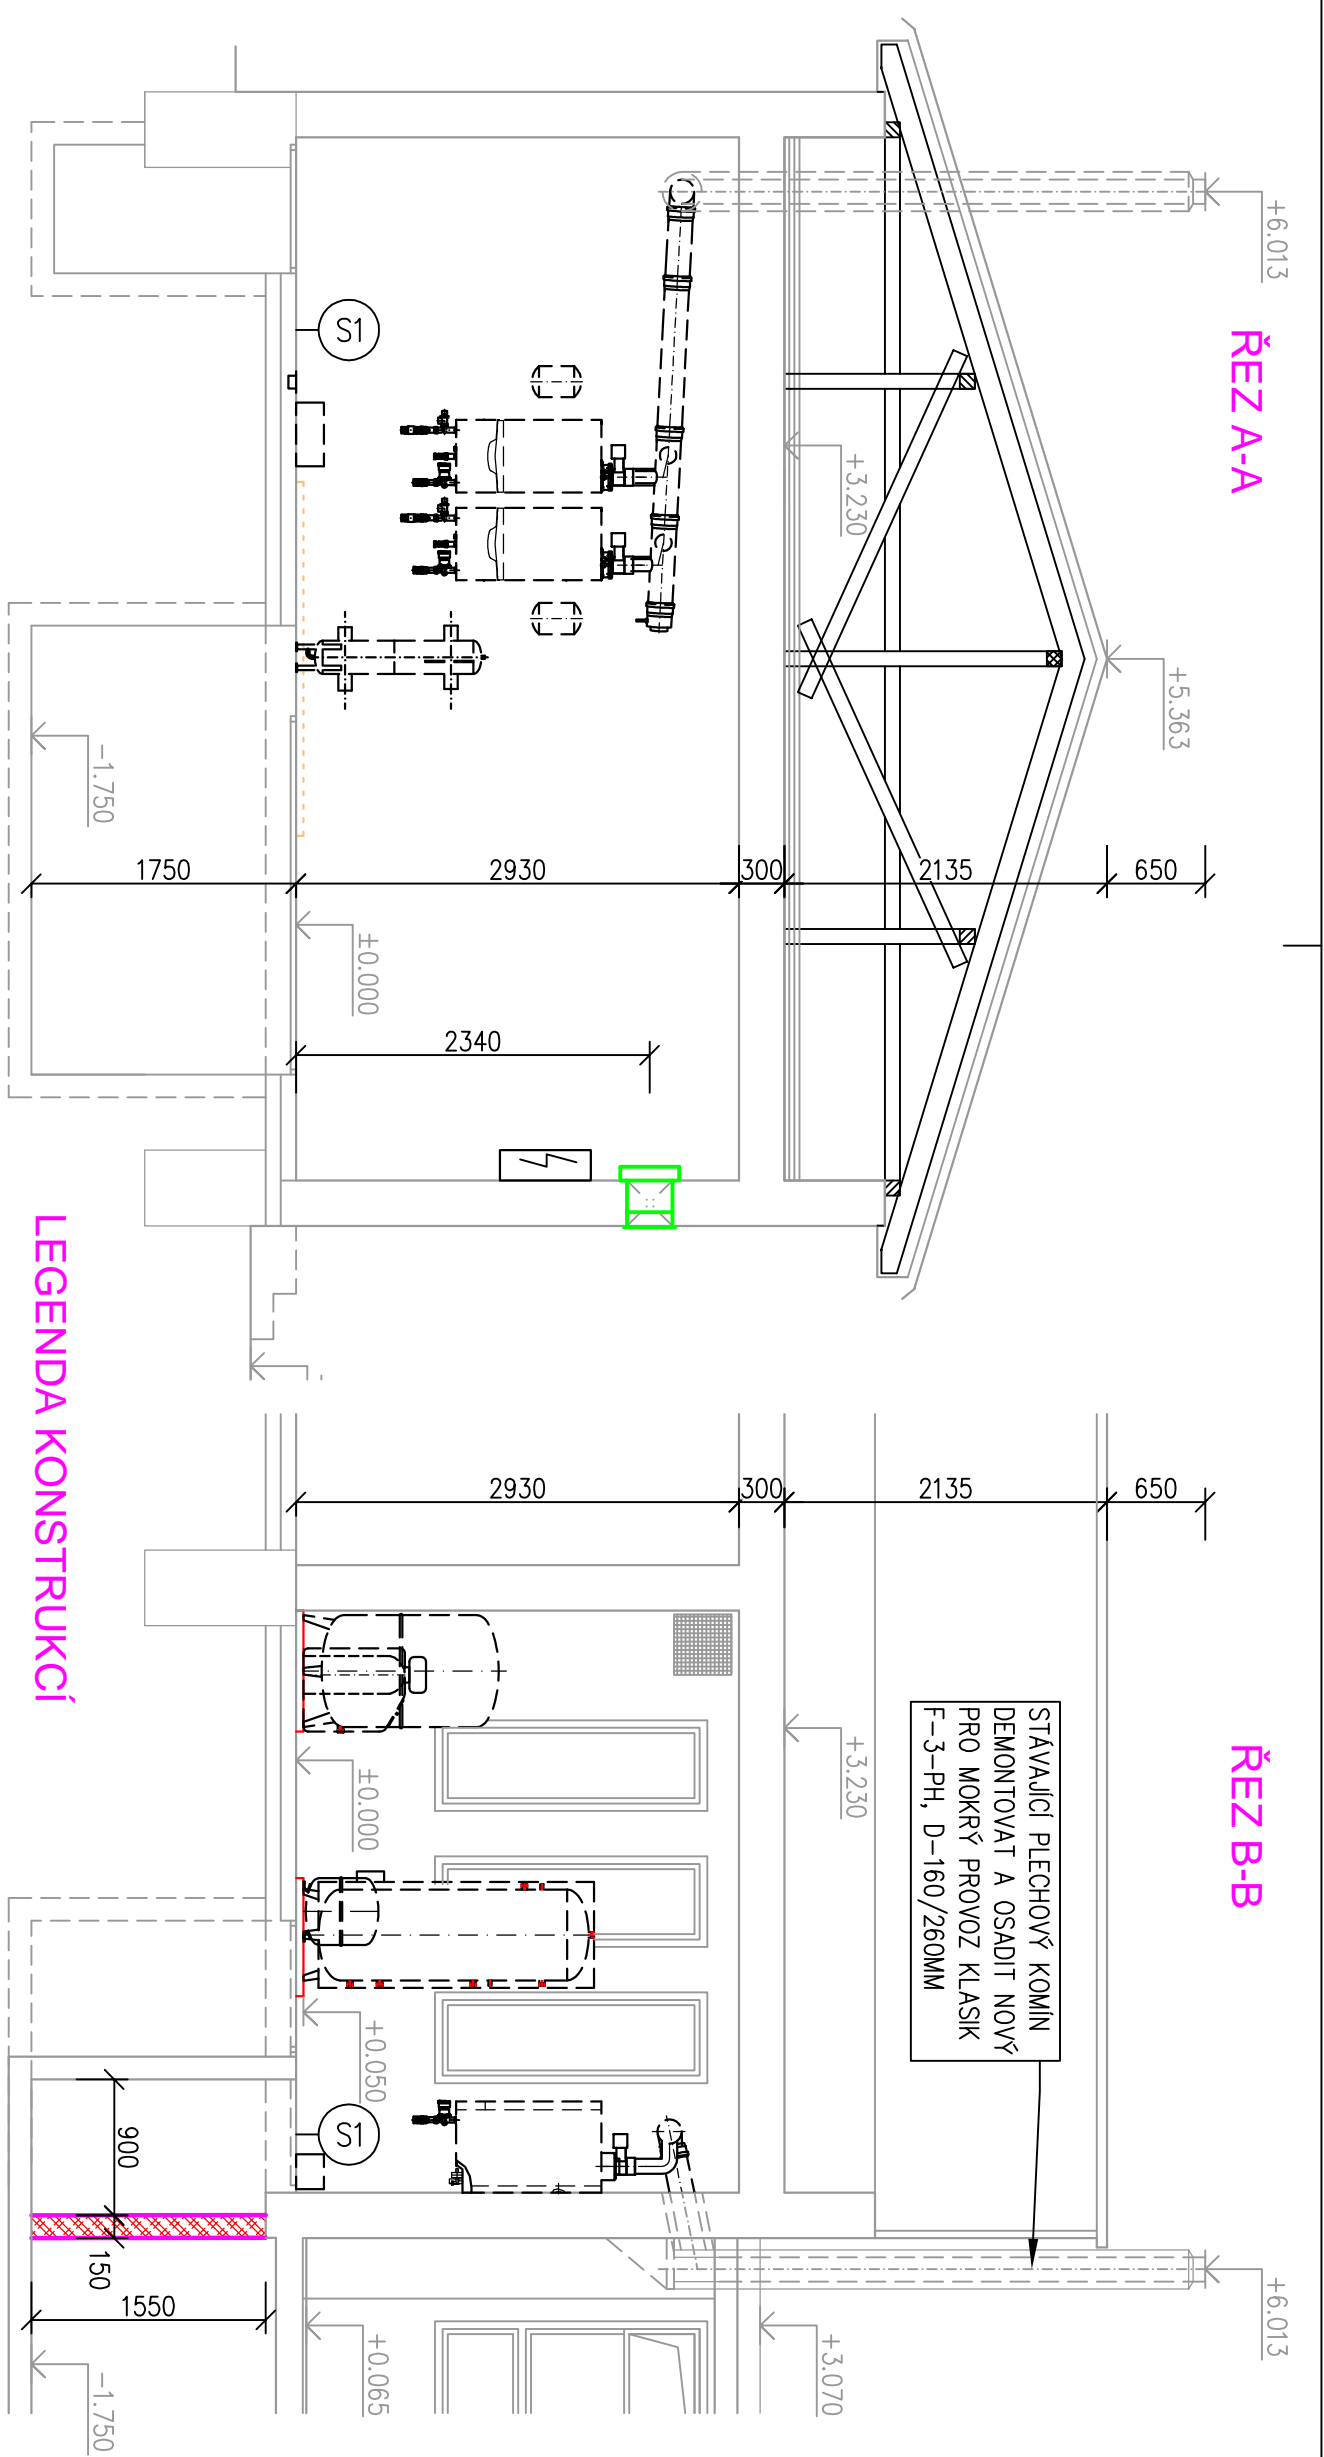 ŘEZ A-A
+6.013
+5.363
+3.230
650
2135
300
2930
1750
2340
±0.000
-1.750
S1
ŘEZ B-B
+6.013
STÁVAJÍCÍ PLECHOVÝ KOMÍN
DEMONTOVAT A OSADIT NOVÝ
PRO MOKRÝ PROVOZ KLASIK
F-3-PH, D-160/260MM
650
2135
300
2930
+3.230
+3.070
±0.000
+0.050
+0.065
S1
900
150
1550
-1.750
LEGENDA KONSTRUKCÍ